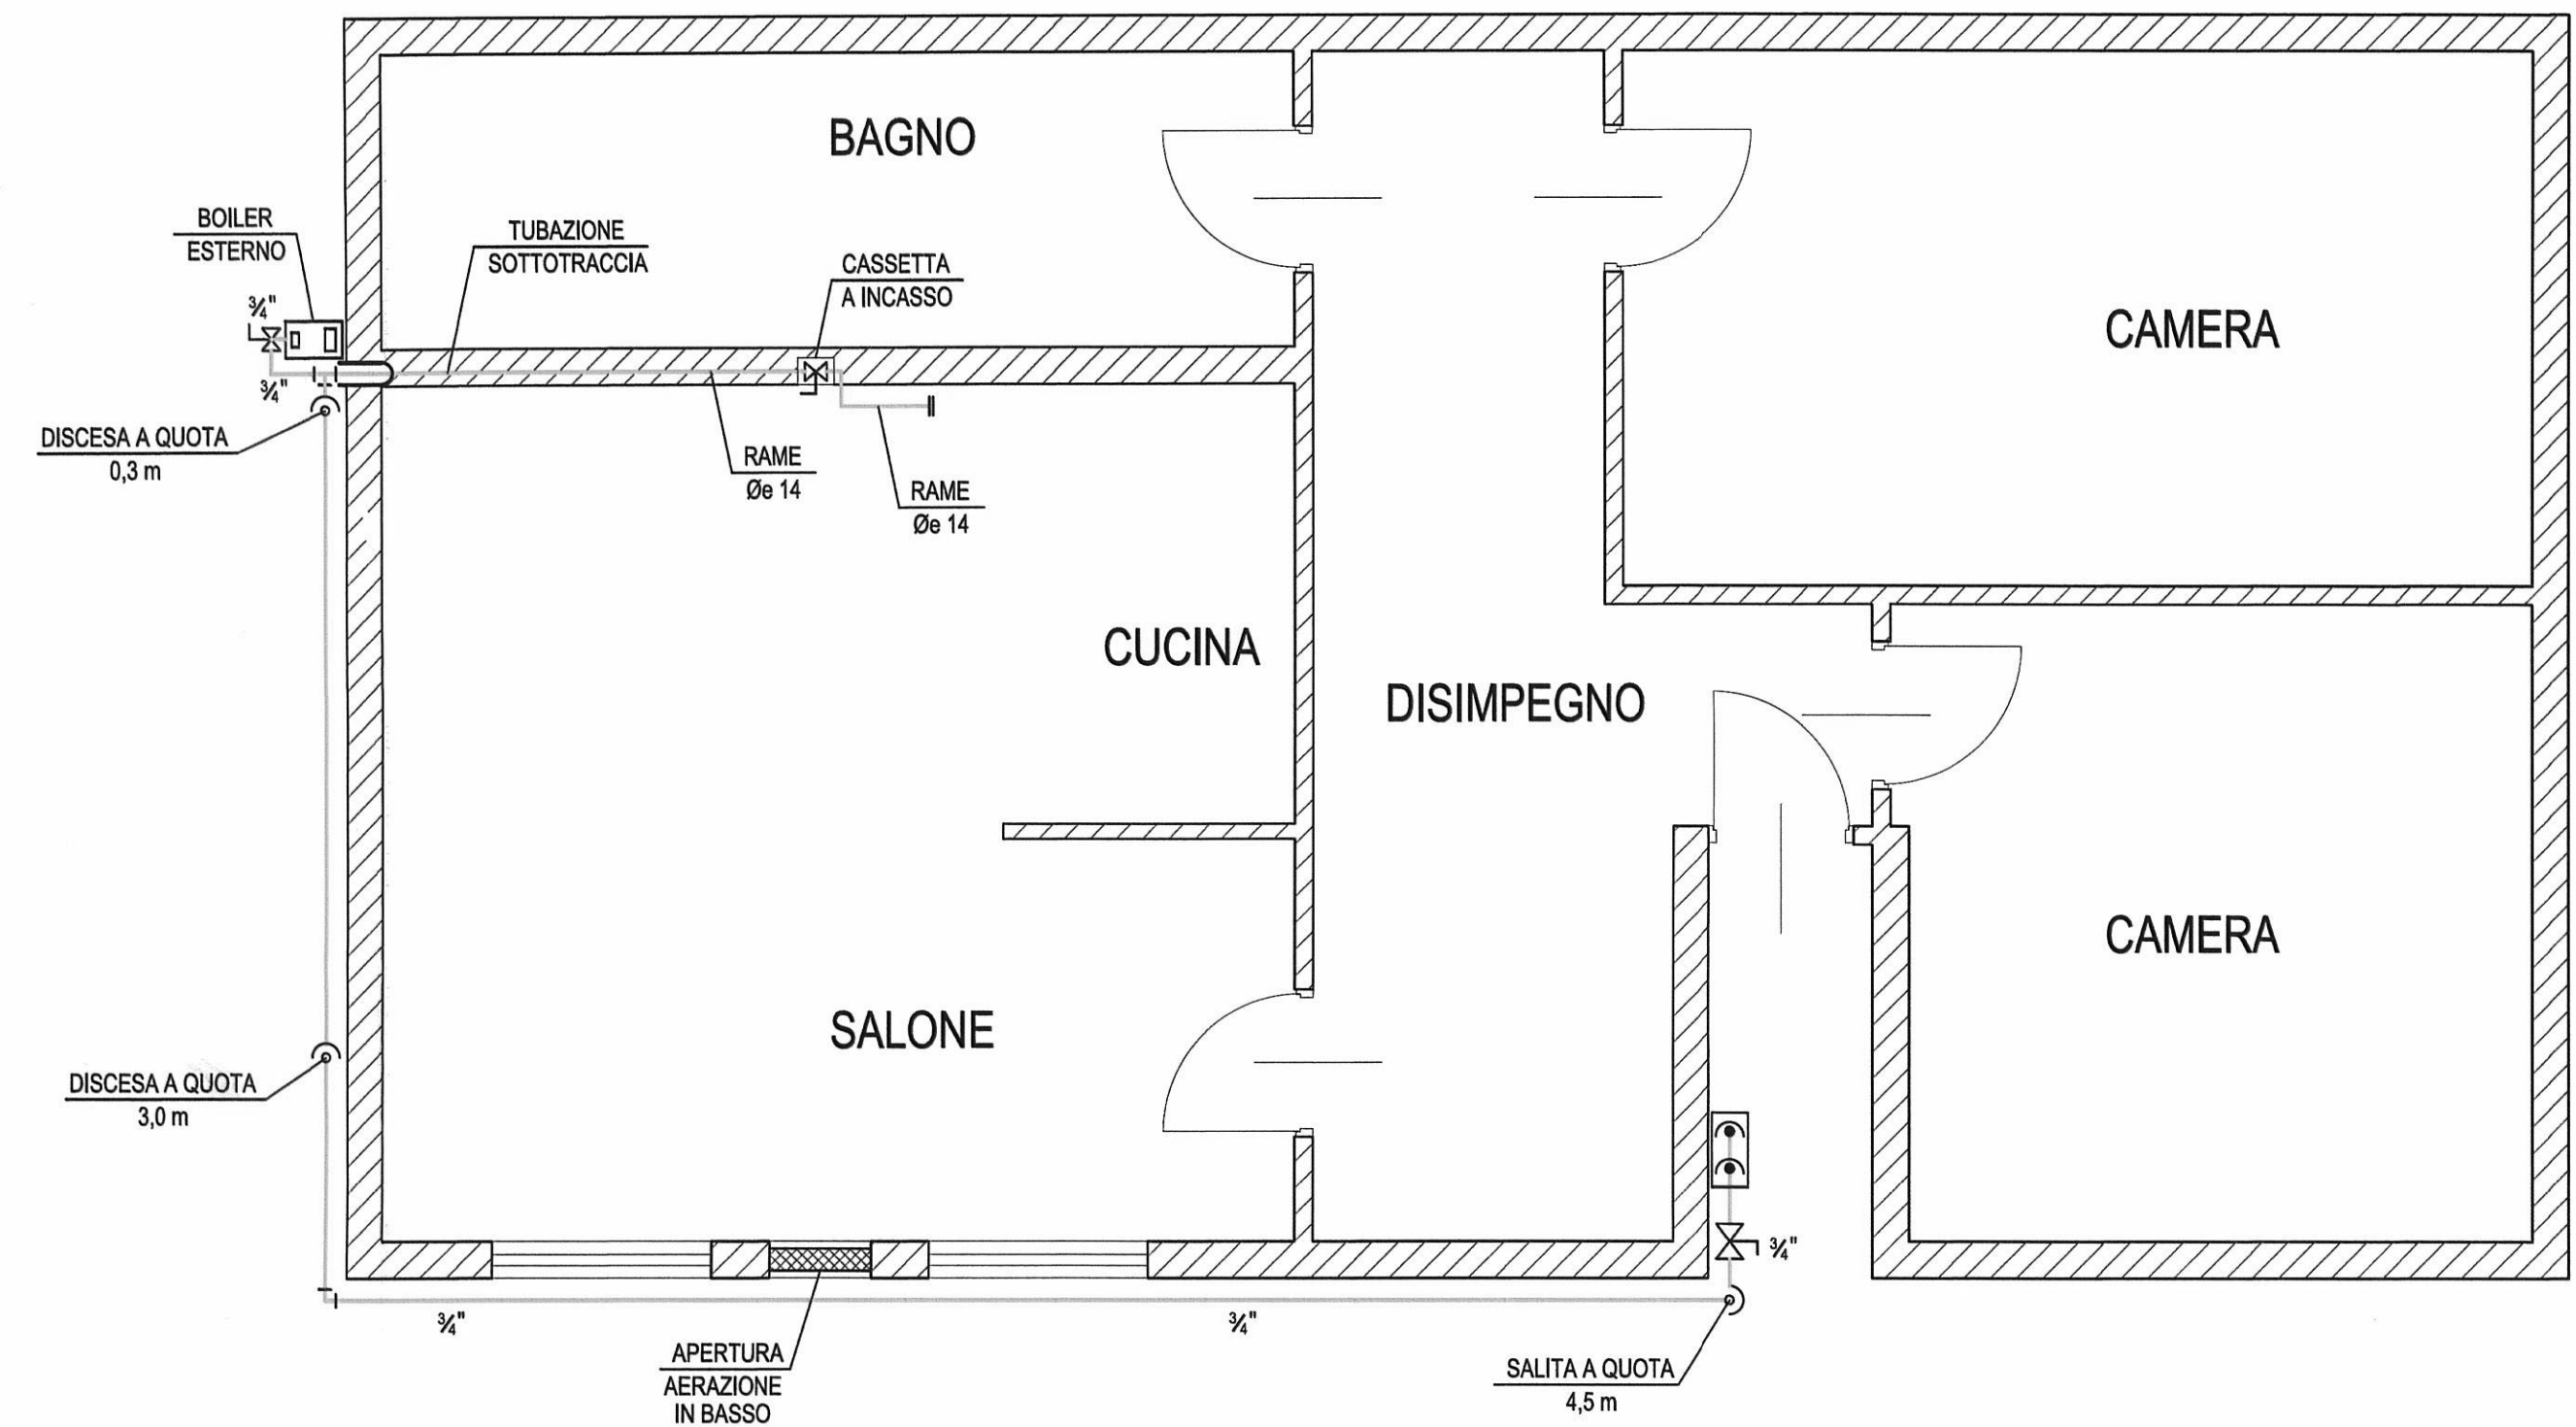 BAGNO
BOILER
ESTERNO
TUBAZIONE
SOTTOTRACCIA
CASSETTA
A INCASSO
¾"
¾"
CAMERA
DISCESA A QUOTA
0,3 m
RAME
Øe 14
RAME
Øe 14
CUCINA
DISIMPEGNO
CAMERA
SALONE
DISCESA A QUOTA
3,0 m
¾"
¾"
¾"
APERTURA
AERAZIONE
IN BASSO
SALITA A QUOTA
4,5 m